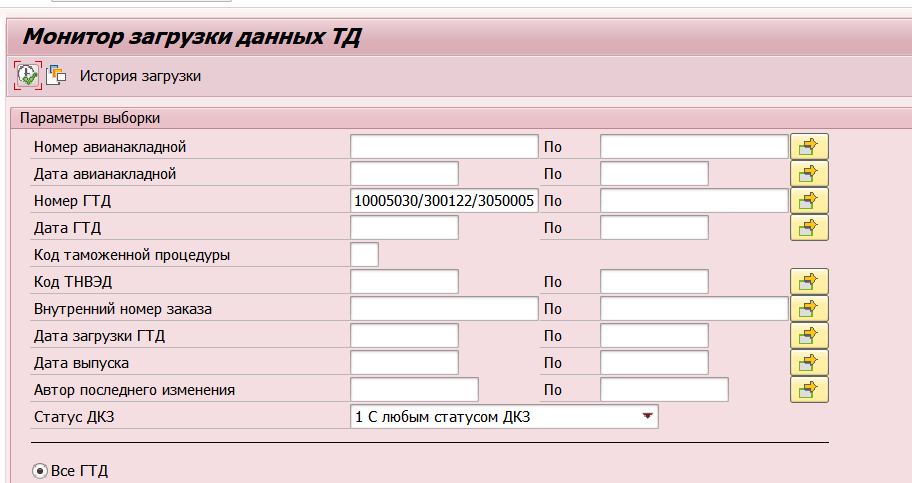 Монитор загрузки данных ТД
История загрузки
Параметры выборки
Номер авианакладной По
Дата авианакладной По
Номер ГТД 10005030/300122/3050005 По
Дата ГТД По
Код таможенной процедуры
Код ТНВЭД По
Внутренний номер заказа По
Дата загрузки ГТД По
Дата выпуска По
Автор последнего изменения По
Статус ДКЗ 1 С любым статусом ДКЗ
Все ГТД